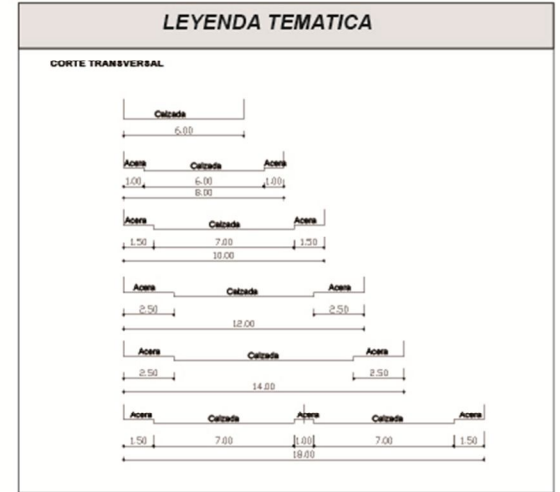 LEYENDA TEMATICA
CORTE TRANSVERSAL
Calzada
6.00
Acera Calzada Acera
1.00 6.00 1.00
8.00
Acera Calzada Acera
1.50 7.00 1.50
10.00
Acera Calzada Acera
2.50 2.50
12.00
Acera Calzada Acera
2.50 2.50
14.00
Acera Calzada Acera Calzada Acera
1.50 7.00 1.00 7.00 1.50
18.00